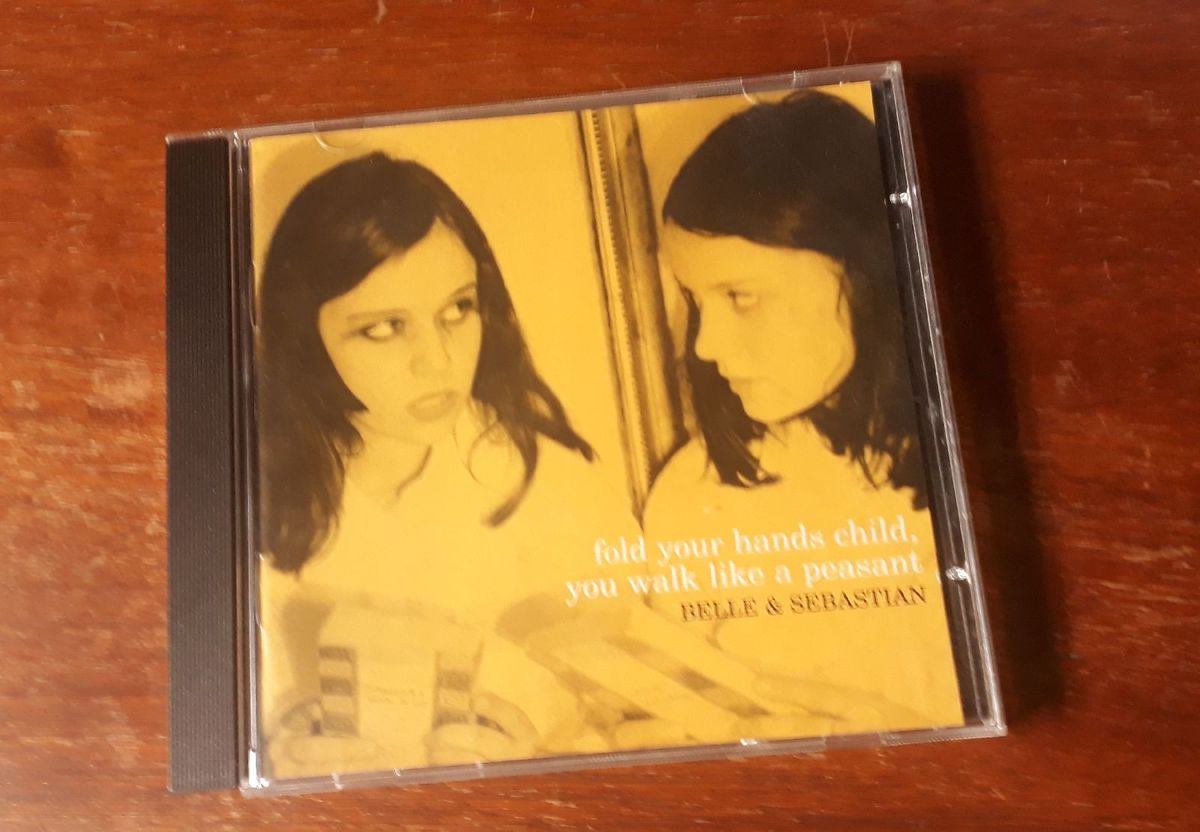 fold your hands child,
you walk like a peasant
BELLE & SEBASTIAN